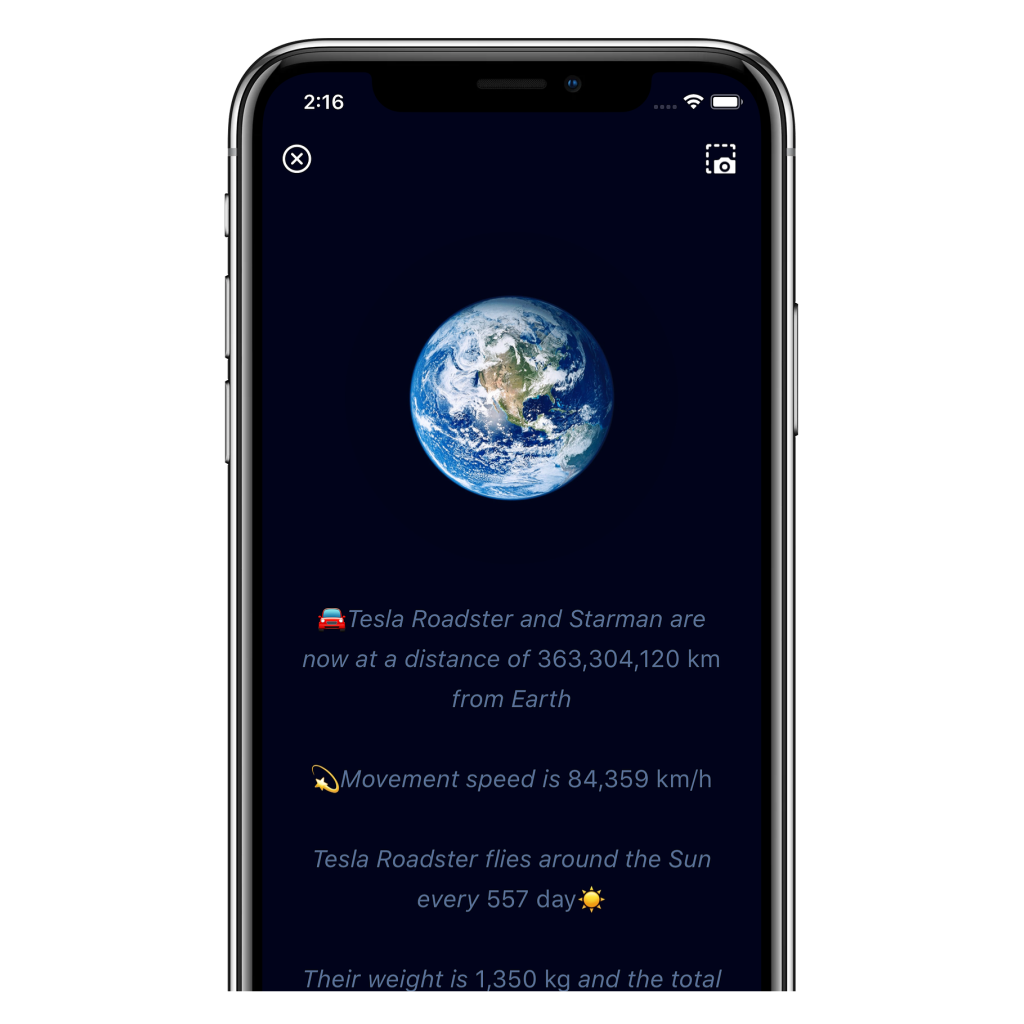 2:16
🚘Tesla Roadster and Starman are
now at a distance of 363,304,120 km
from Earth
💫Movement speed is 84,359 km/h
Tesla Roadster flies around the Sun
every 557 day☀️
Their weight is 1,350 kg and the total